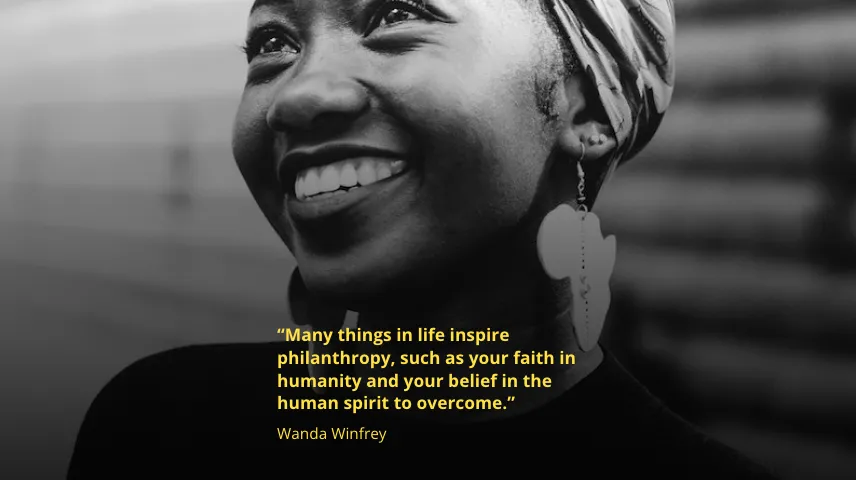 “Many things in life inspire
philanthropy, such as your faith in
humanity and your belief in the
human spirit to overcome.”
Wanda Winfrey